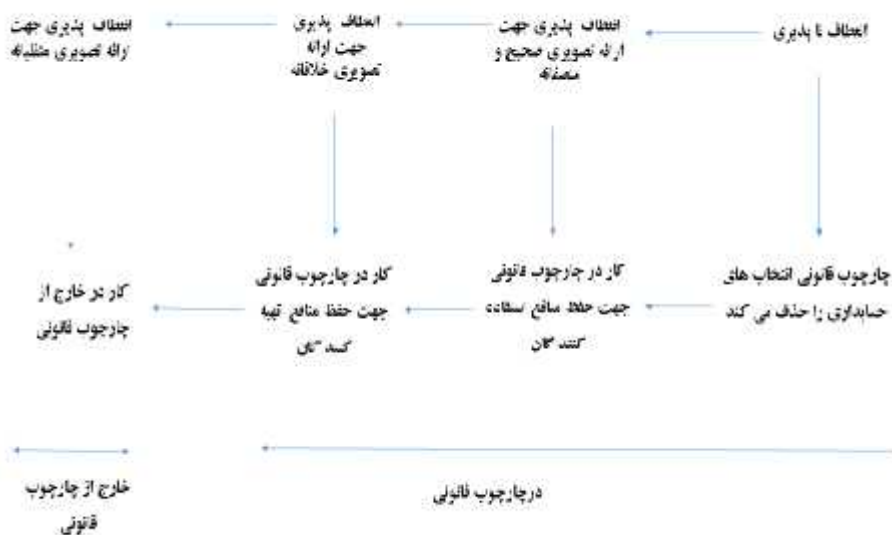 انعطاف نا پذیری
انعطاف پذیری جهت
ارائه تصویری صحیح و
منصفانه
انعطاف پذیری
جهت ارائه
تصویری خلاقانه
انعطاف پذیری جهت
ارائه تصویری متقلبانه
چارچوب قانونی انتخاب های
حسابداری را حذف می کند
کار در چارچوب قانونی
جهت حفظ منافع استفاده
کنندگان
کار در چارچوب قانونی
جهت حفظ منافع تهیه
کنندگان
کار در خارج از
چارچوب قانونی
درچارچوب قانونی
خارج از چارچوب
قانونی